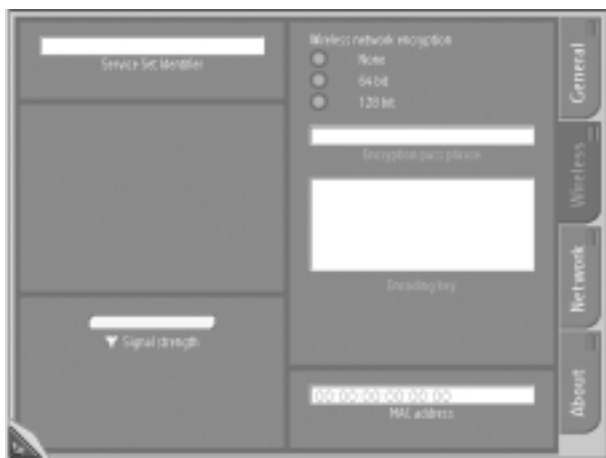 Service Set Identifier
Signal strength
Wireless network encryption
None
64 bit
128 bit
Encryption pass phrase
Encoding key
00:00:00:00:00:00
MAC address
General
Wireless
Network
About